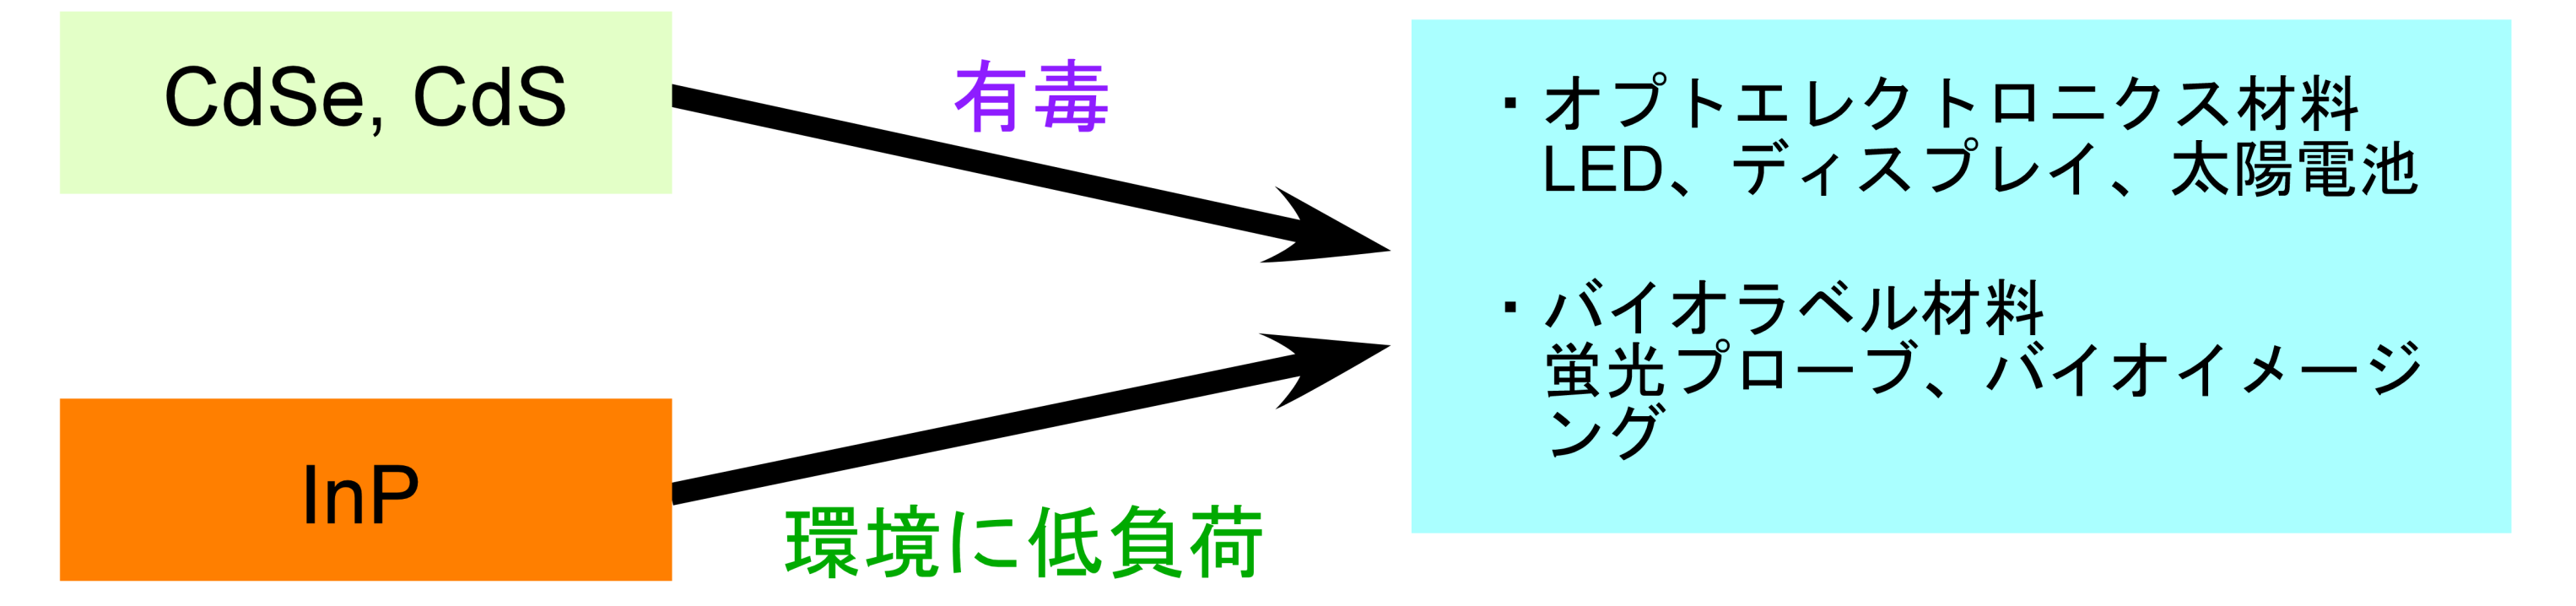 CdSe, CdS
有毒
InP
環境に低負荷
・オプトエレクトロニクス材料
LED、ディスプレイ、太陽電池
・バイオラベル材料
蛍光プローブ、バイオイメージ
ング